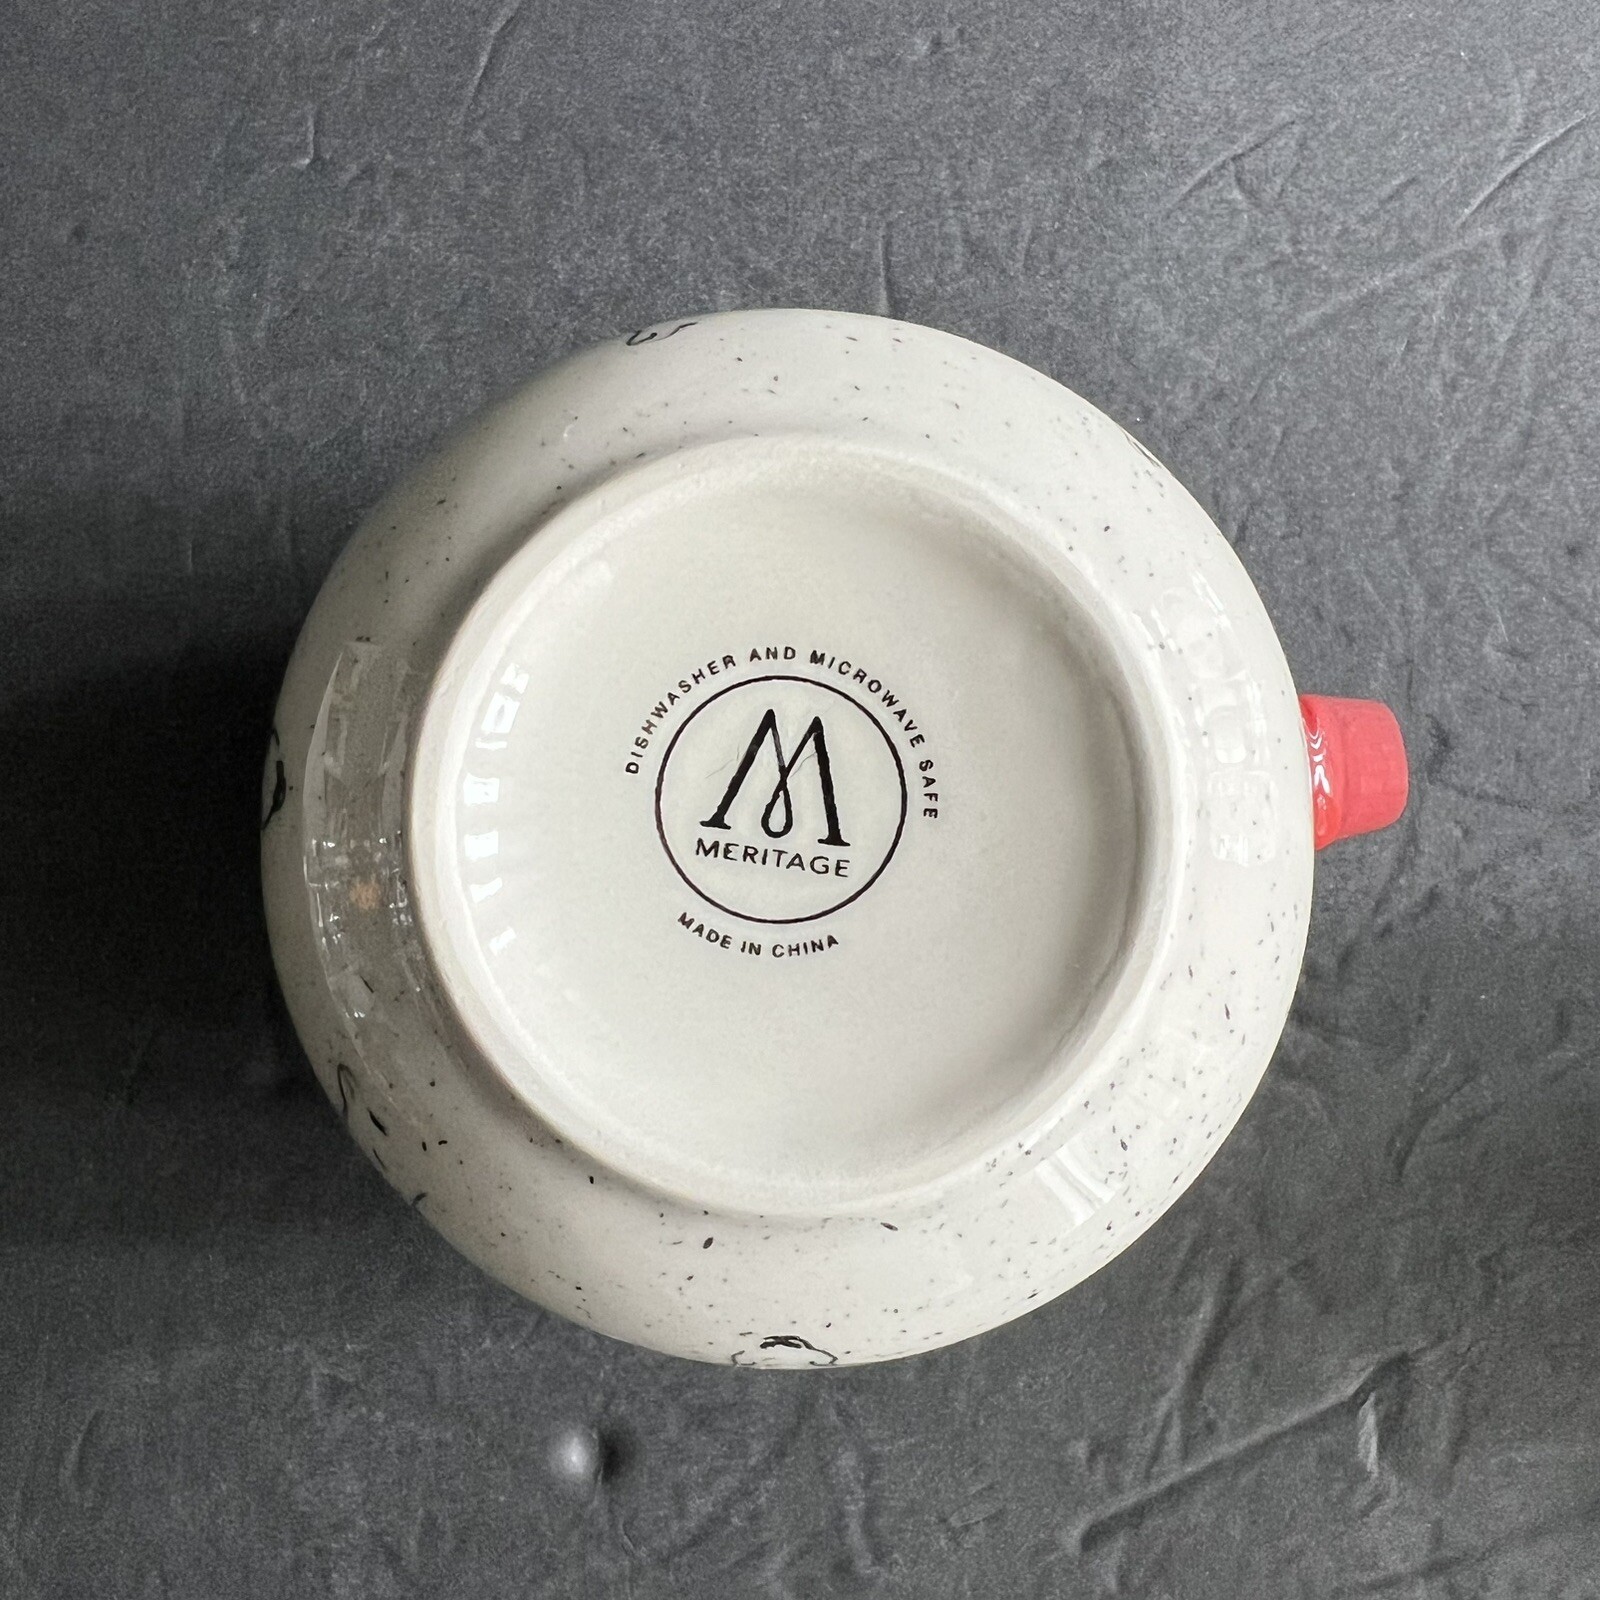 DISHWASHER AND MICROWAVE SAFE
M
MERITAGE
MADE IN CHINA